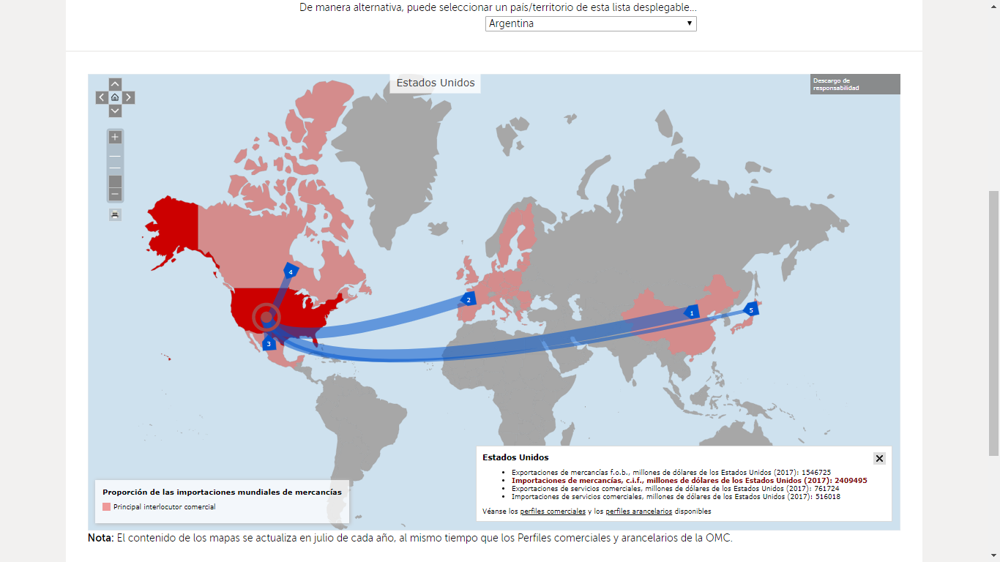 De manera alternativa, puede seleccionar un país/territorio de esta lista desplegable...
Argentina
Estados Unidos
Descargo de
responsabilidad
4
2
1
5
3
Estados Unidos
Exportaciones de mercancías f.o.b., millones de dólares de los Estados Unidos (2017): 1546725
Importaciones de mercancías, c.i.f., millones de dólares de los Estados Unidos (2017): 2409495
Exportaciones de servicios comerciales, millones de dólares de los Estados Unidos (2017): 761724
Importaciones de servicios comerciales, millones de dólares de los Estados Unidos (2017): 516018
Véanse los perfiles comerciales y los perfiles arancelarios disponibles
Proporción de las importaciones mundiales de mercancías
Principal interlocutor comercial
Nota: El contenido de los mapas se actualiza en julio de cada año, al mismo tiempo que los Perfiles comerciales y arancelarios de la OMC.